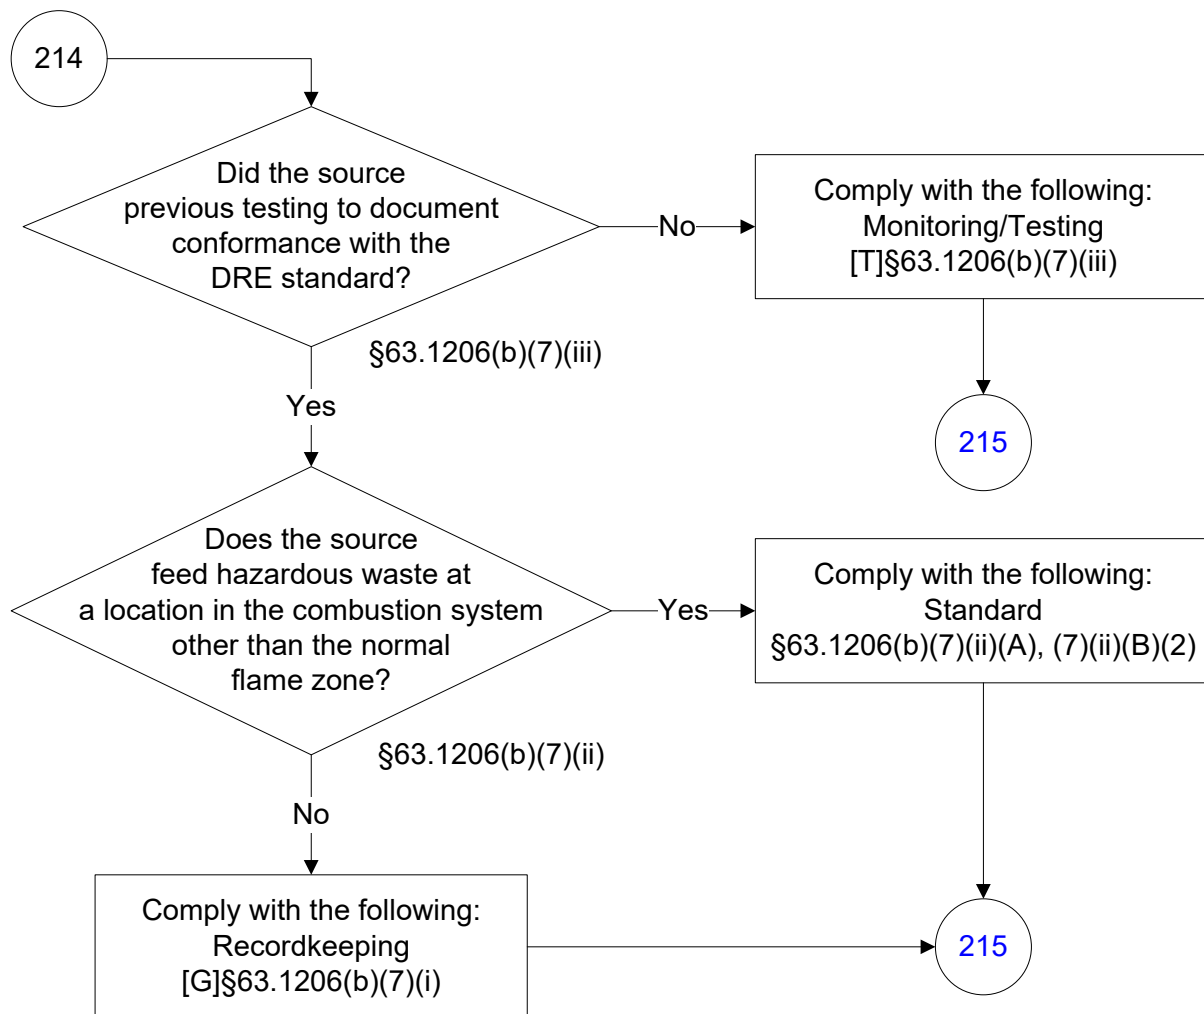 214
Did the source
previous testing to document
conformance with the
DRE standard?
§63.1206(b)(7)(iii)
No
Comply with the following:
Monitoring/Testing
[T]§63.1206(b)(7)(iii)
215
Yes
Does the source
feed hazardous waste at
a location in the combustion system
other than the normal
flame zone?
§63.1206(b)(7)(ii)
Yes
Comply with the following:
Standard
§63.1206(b)(7)(ii)(A), (7)(ii)(B)(2)
No
Comply with the following:
Recordkeeping
[G]§63.1206(b)(7)(i)
215